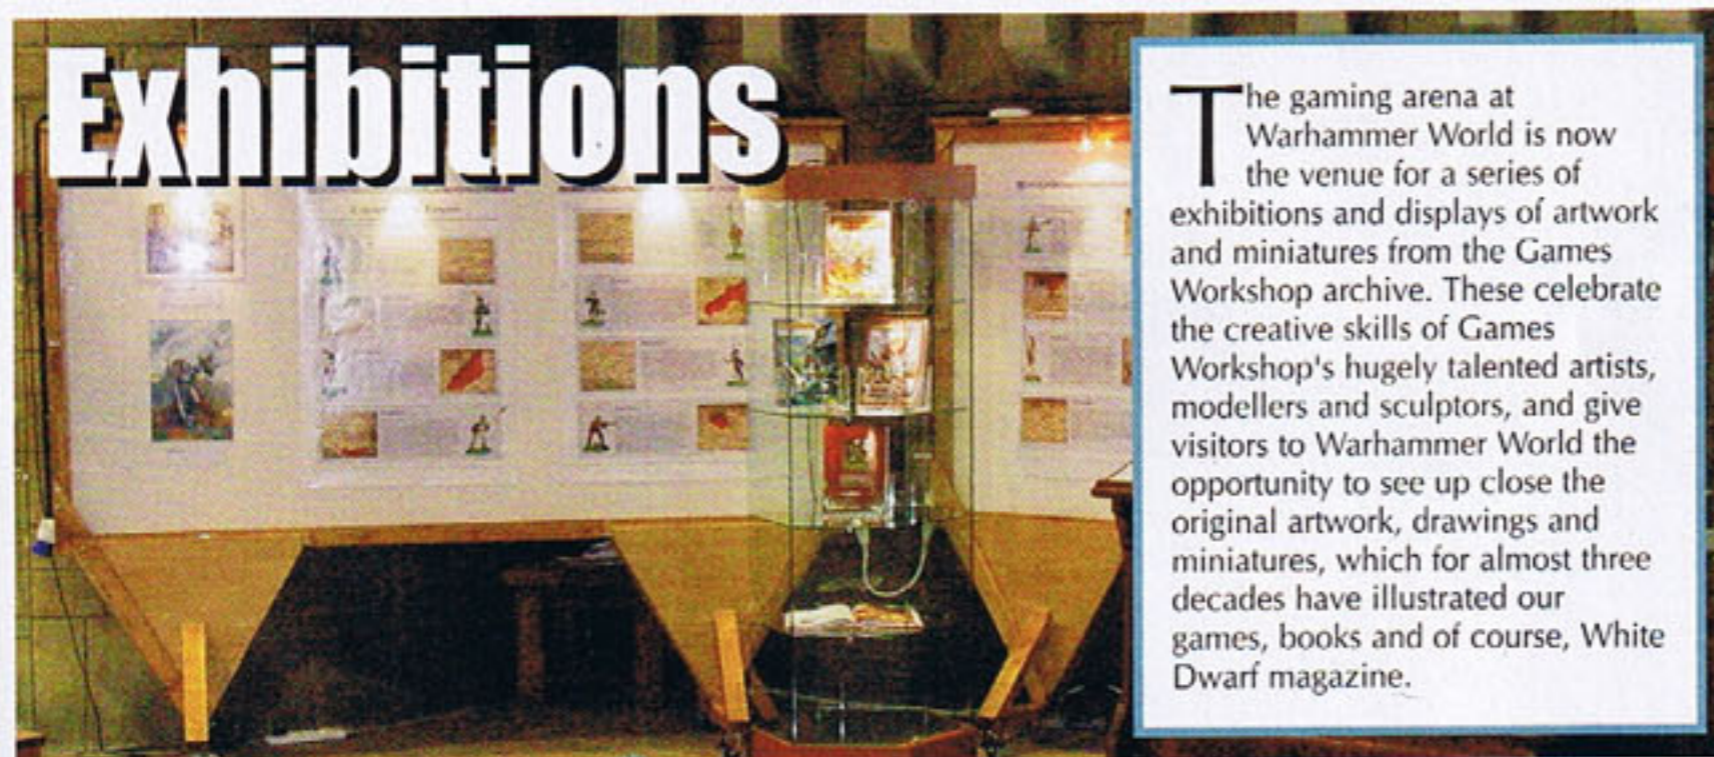 Exhibitions
The gaming arena at
Warhammer World is now
the venue for a series of
exhibitions and displays of artwork
and miniatures from the Games
Workshop archive. These celebrate
the creative skills of Games
Workshop's hugely talented artists,
modellers and sculptors, and give
visitors to Warhammer World the
opportunity to see up close the
original artwork, drawings and
miniatures, which for almost three
decades have illustrated our
games, books and of course, White
Dwarf magazine.